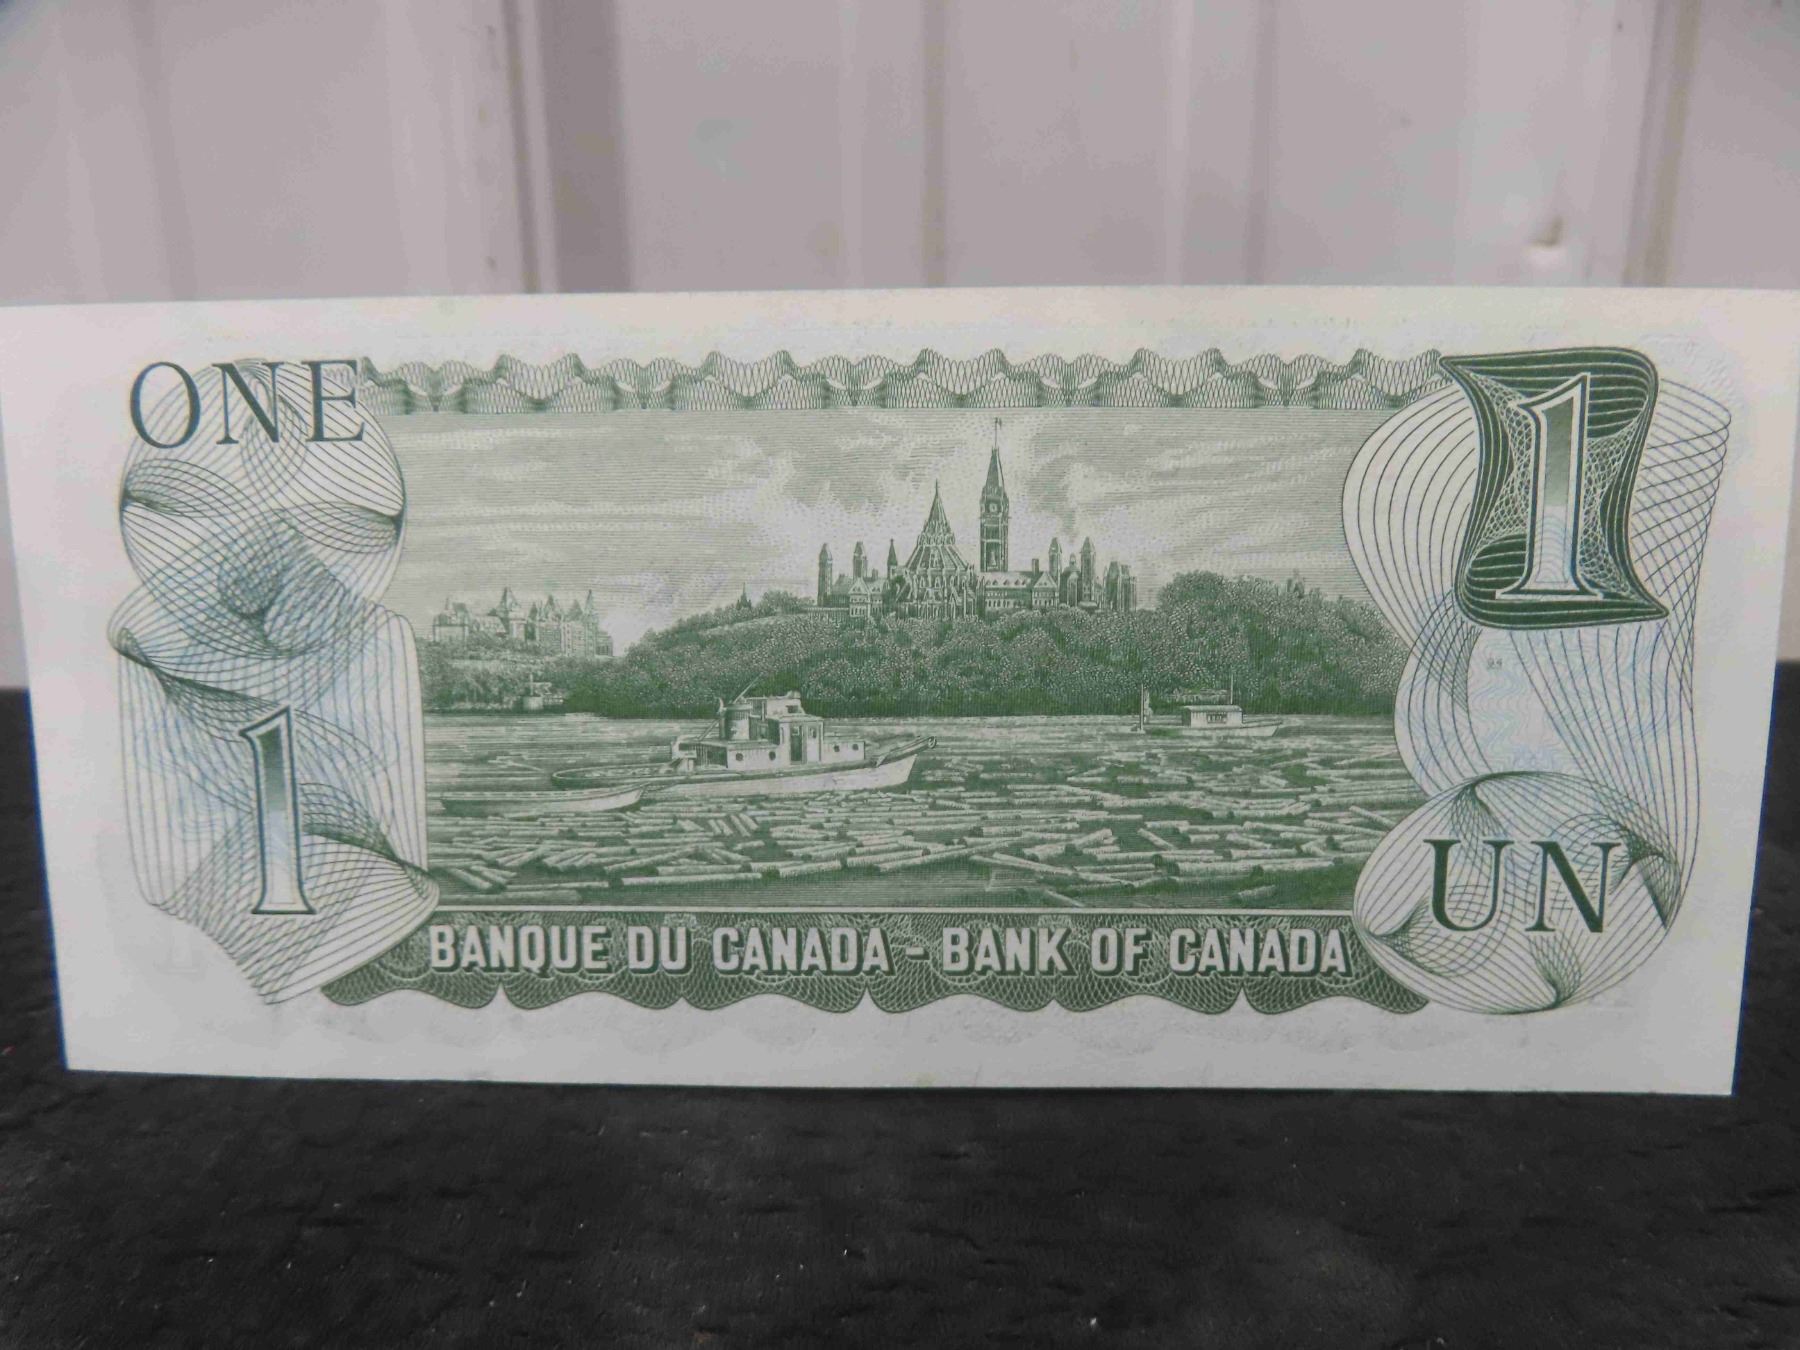 ONE
1
1
UN
BANQUE DU CANADA - BANK OF CANADA